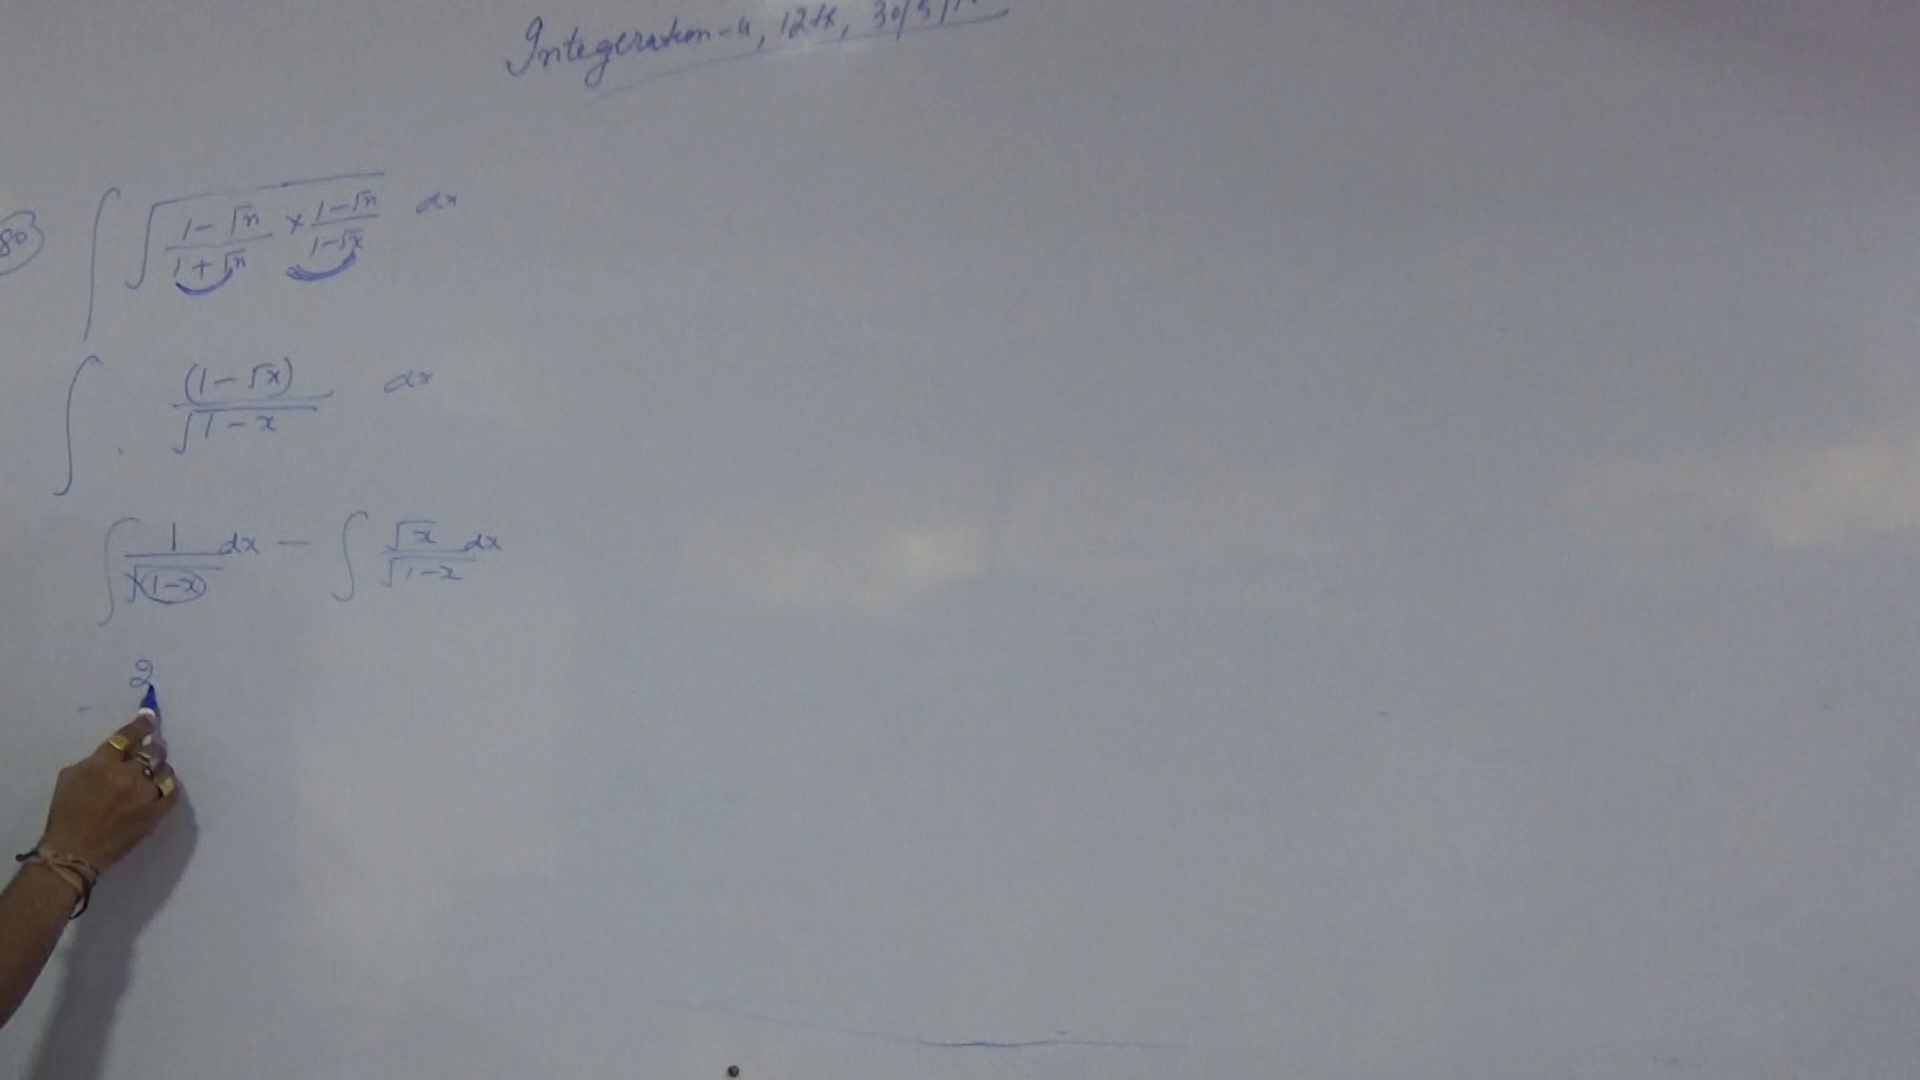 Integeration-4, 12th, 30/5/1
80 ∫ √((1-√x)/(1+√x) × (1-√x)/(1-√x)) dx
∫ (1-√x)/√(1-x) dx
∫ 1/√(1-x) dx - ∫ √x/√(1-x) dx
- 2